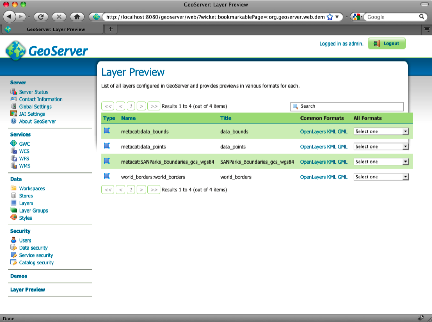 GeoServer: Layer Preview
http://localhost:8080/geoserver/web/?wicket:bookmarkablePage=:org.geoserver.web.dem
Google
GeoServer: Layer Preview
GeoServer
Logged in as admin.
Logout
Server
Server Status
Contact Information
Global Settings
JAI Settings
About GeoServer
Services
GWC
WCS
WFS
WMS
Data
Workspaces
Stores
Layers
Layer Groups
Styles
Security
Users
Data security
Service security
Catalog security
Demos
Layer Preview
Layer Preview
List of all layers configured in GeoServer and provides previews in various formats for each.
<< < 1 > >> Results 1 to 4 (out of 4 items)
Search
Type Name Title Common Formats All Formats
metacat:data_bounds data_bounds OpenLayers KML GML Select one
metacat:data_points data_points OpenLayers KML GML Select one
metacat:SANParks_boundaries_gcs_wgs84 SANParks_boundaries_gcs_wgs84 OpenLayers KML GML Select one
world_borders:world_borders world_borders OpenLayers KML GML Select one
<< < 1 > >> Results 1 to 4 (out of 4 items)
Done